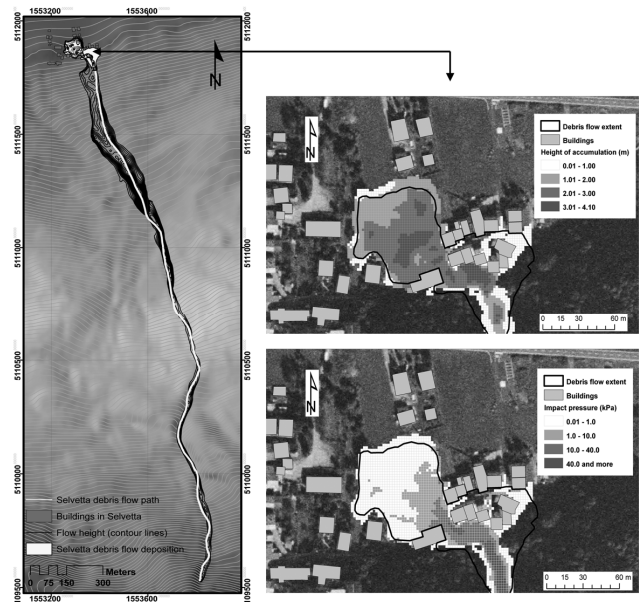 1553200 1553600
5112000
5111500
5111000
5110500
5110000
5109500
N
Selvetta debris flow path
Buildings in Selvetta
Flow height (contour lines)
Selvetta debris flow deposition
Meters
0 75 150 300
1553200 1553600
N
Debris flow extent
Buildings
Height of accumulation (m)
0.01 - 1.00
1.01 - 2.00
2.01 - 3.00
3.01 - 4.10
0 15 30 60 m
N
Debris flow extent
Buildings
Impact pressure (kPa)
0.01 - 1.0
1.0 - 10.0
10.0 - 40.0
40.0 and more
0 15 30 60 m